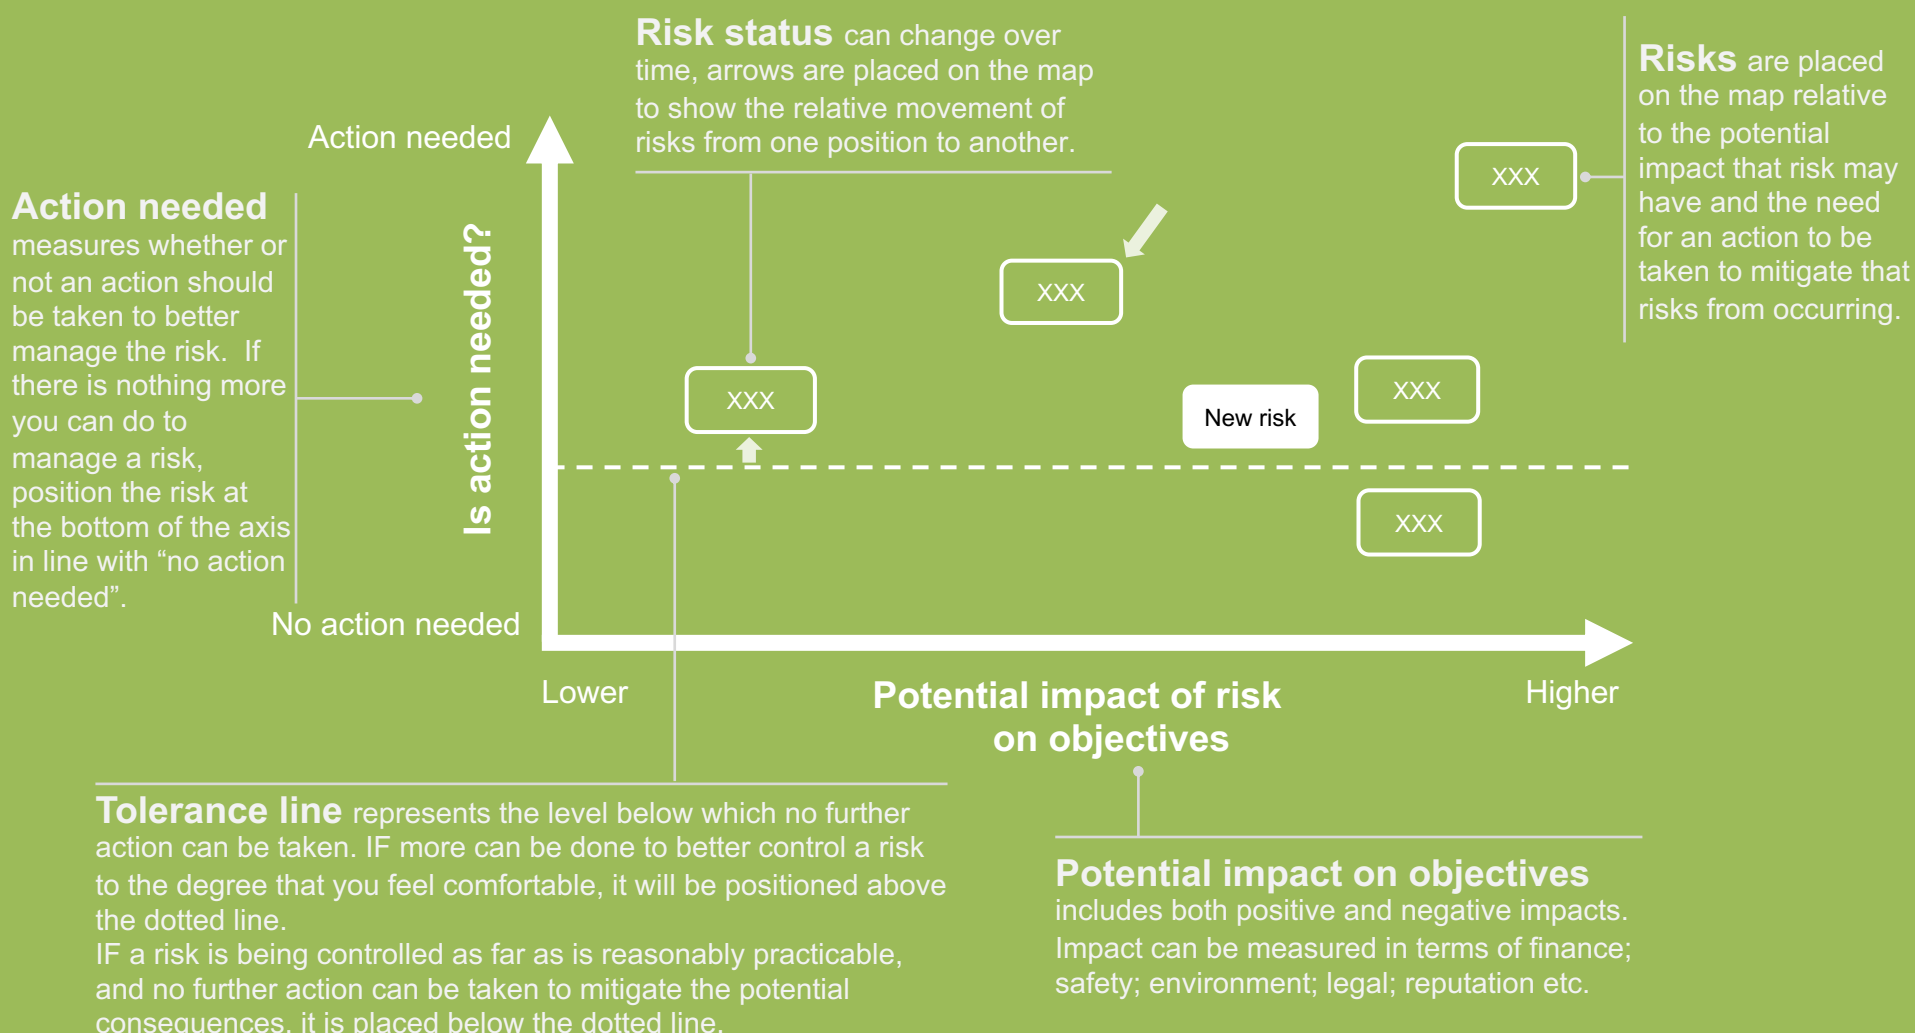 Risk status can change over
time, arrows are placed on the map
to show the relative movement of
risks from one position to another.
Risks are placed
on the map relative
to the potential
impact that risk may
have and the need
for an action to be
taken to mitigate that
risks from occurring.
Action needed
Action needed
measures whether or
not an action should
be taken to better
manage the risk.  If
there is nothing more
you can do to
manage a risk,
position the risk at
the bottom of the axis
in line with “no action
needed”.
Is action needed?
XXX
XXX
XXX
XXX
New risk
XXX
No action needed
Lower
Potential impact of risk
on objectives
Higher
Tolerance line represents the level below which no further
action can be taken. IF more can be done to better control a risk
to the degree that you feel comfortable, it will be positioned above
the dotted line.
IF a risk is being controlled as far as is reasonably practicable,
and no further action can be taken to mitigate the potential
consequences, it is placed below the dotted line.
Potential impact on objectives
includes both positive and negative impacts.
Impact can be measured in terms of finance;
safety; environment; legal; reputation etc.